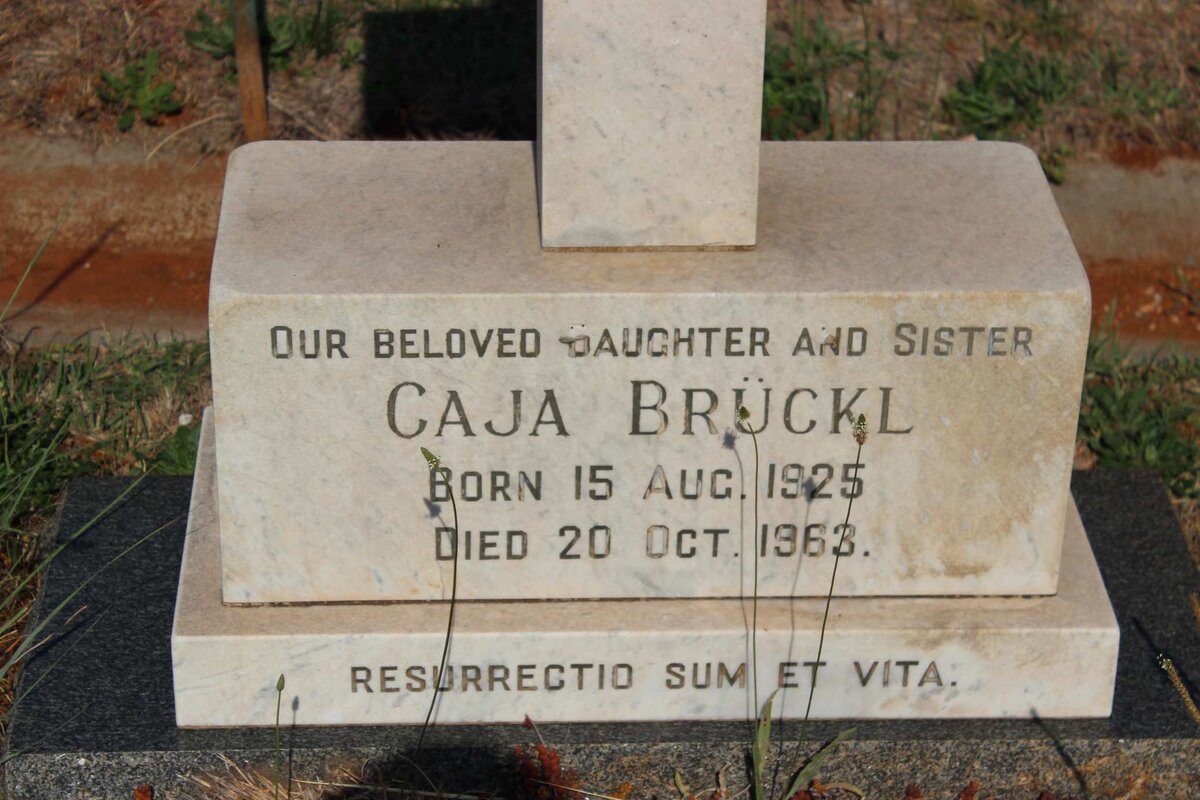 OUR BELOVED DAUGHTER AND SISTER
CAJA BRÜCKL
BORN 15 AUG. 1925
DIED 20 OCT. 1963.
RESURRECTIO SUM ET VITA.